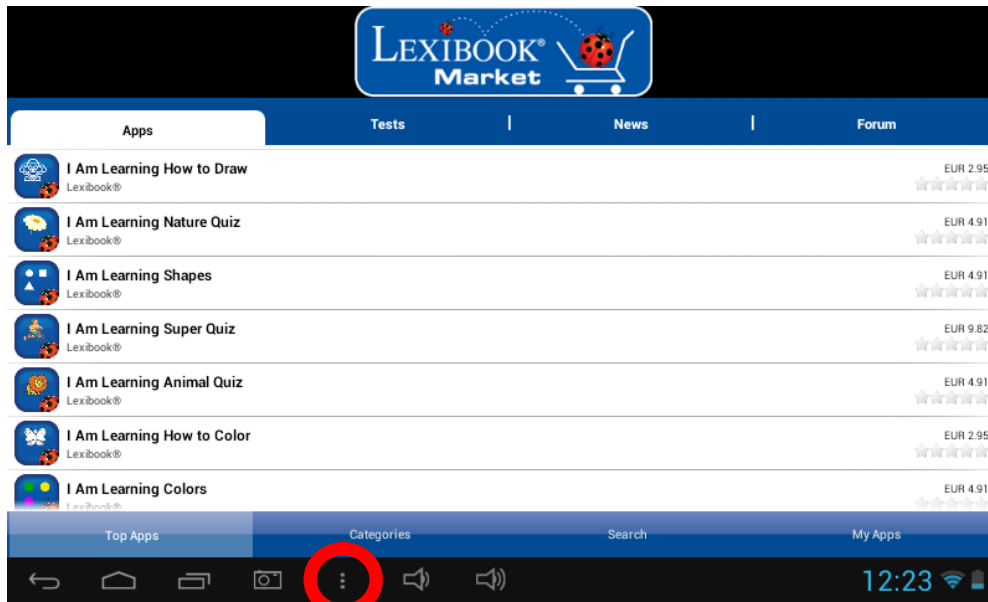 LEXIBOOK®
Market
Apps Tests | News | Forum
I Am Learning How to Draw EUR 2.95
Lexibook®
I Am Learning Nature Quiz EUR 4.91
Lexibook®
I Am Learning Shapes EUR 4.91
Lexibook®
I Am Learning Super Quiz EUR 9.82
Lexibook®
I Am Learning Animal Quiz EUR 4.91
Lexibook®
I Am Learning How to Color EUR 2.95
Lexibook®
I Am Learning Colors EUR 4.91
Lexibook®
Top Apps Categories Search My Apps
12:23